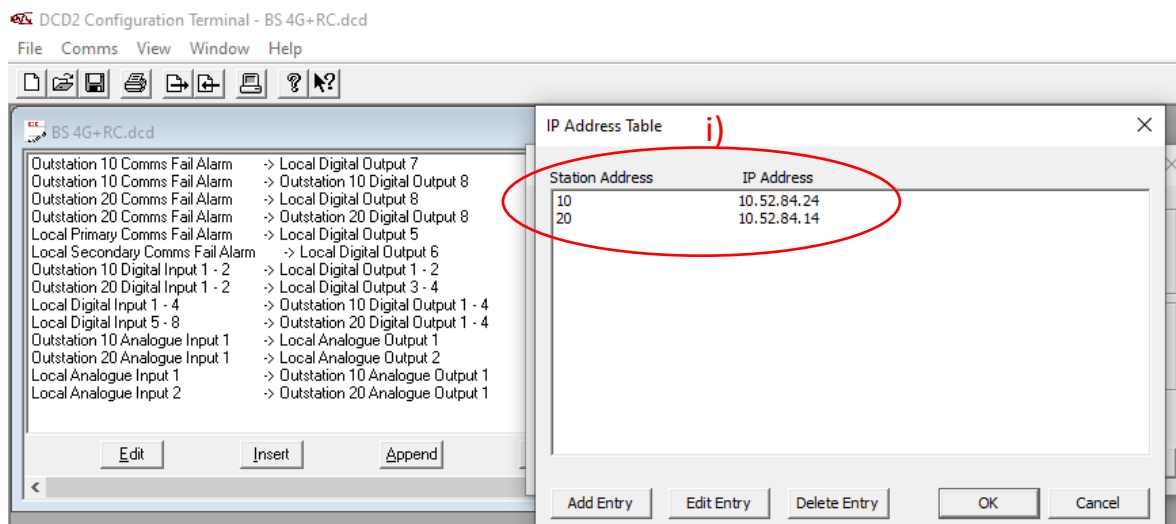 DCD2 Configuration Terminal - BS 4G+RC.dcd
File Comms View Window Help
BS 4G+RC.dcd
Outstation 10 Comms Fail Alarm -> Local Digital Output 7
Outstation 10 Comms Fail Alarm -> Outstation 10 Digital Output 8
Outstation 20 Comms Fail Alarm -> Local Digital Output 8
Outstation 20 Comms Fail Alarm -> Outstation 20 Digital Output 8
Local Primary Comms Fail Alarm -> Local Digital Output 5
Local Secondary Comms Fail Alarm -> Local Digital Output 6
Outstation 10 Digital Input 1 - 2 -> Local Digital Output 1 - 2
Outstation 20 Digital Input 1 - 2 -> Local Digital Output 3 - 4
Local Digital Input 1 - 4 -> Outstation 10 Digital Output 1 - 4
Local Digital Input 5 - 8 -> Outstation 20 Digital Output 1 - 4
Outstation 10 Analogue Input 1 -> Local Analogue Output 1
Outstation 20 Analogue Input 1 -> Local Analogue Output 2
Local Analogue Input 1 -> Outstation 10 Analogue Output 1
Local Analogue Input 2 -> Outstation 20 Analogue Output 1
Edit Insert Append
IP Address Table
i)
Station Address IP Address
10 10.52.84.24
20 10.52.84.14
Add Entry Edit Entry Delete Entry OK Cancel